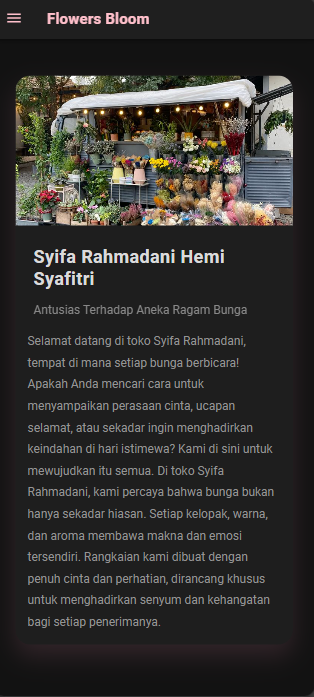 Flowers Bloom
Syifa Rahmadani Hemi
Syafitri
Antusias Terhadap Aneka Ragam Bunga
Selamat datang di toko Syifa Rahmadani,
tempat di mana setiap bunga berbicara!
Apakah Anda mencari cara untuk
menyampaikan perasaan cinta, ucapan
selamat, atau sekadar ingin menghadirkan
keindahan di hari istimewa? Kami di sini untuk
mewujudkan itu semua. Di toko Syifa
Rahmadani, kami percaya bahwa bunga bukan
hanya sekadar hiasan. Setiap kelopak, warna,
dan aroma membawa makna dan emosi
tersendiri. Rangkaian kami dibuat dengan
penuh cinta dan perhatian, dirancang khusus
untuk menghadirkan senyum dan kehangatan
bagi setiap penerimanya.